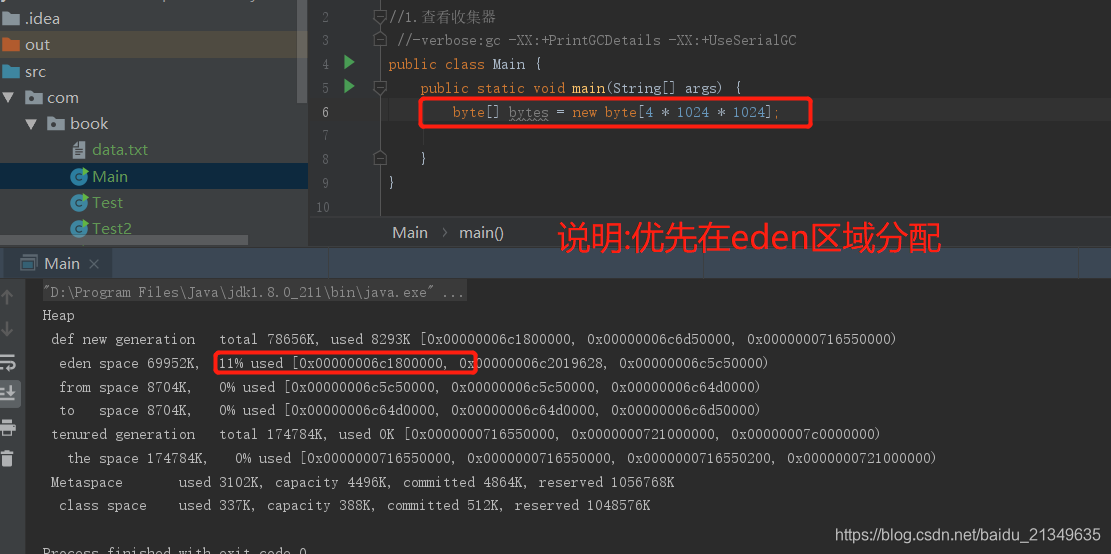 .idea
out
src
com
book
data.txt
Main
Test
Test2
2 //1.查看收集器
3 //-verbose:gc -XX:+PrintGCDetails -XX:+UseSerialGC
4 public class Main {
5 public static void main(String[] args) {
6 byte[] bytes = new byte[4 * 1024 * 1024];
7
8 }
9 }
10
Main › main()
说明:优先在eden区域分配
Main ×
"D:\Program Files\Java\jdk1.8.0_211\bin\java.exe" ...
Heap
def new generation total 78656K, used 8293K [0x00000006c1800000, 0x00000006c6d50000, 0x0000000716550000)
eden space 69952K, 11% used [0x00000006c1800000, 0x00000006c2019628, 0x00000006c5c50000)
from space 8704K, 0% used [0x00000006c5c50000, 0x00000006c5c50000, 0x00000006c64d0000)
to space 8704K, 0% used [0x00000006c64d0000, 0x00000006c64d0000, 0x00000006c6d50000)
tenured generation total 174784K, used 0K [0x0000000716550000, 0x0000000721000000, 0x00000007c0000000)
the space 174784K, 0% used [0x0000000716550000, 0x0000000716550000, 0x0000000716550200, 0x0000000721000000)
Metaspace used 3102K, capacity 4496K, committed 4864K, reserved 1056768K
class space used 337K, capacity 388K, committed 512K, reserved 1048576K
Process finished with exit code 0
https://blog.csdn.net/baidu_21349635